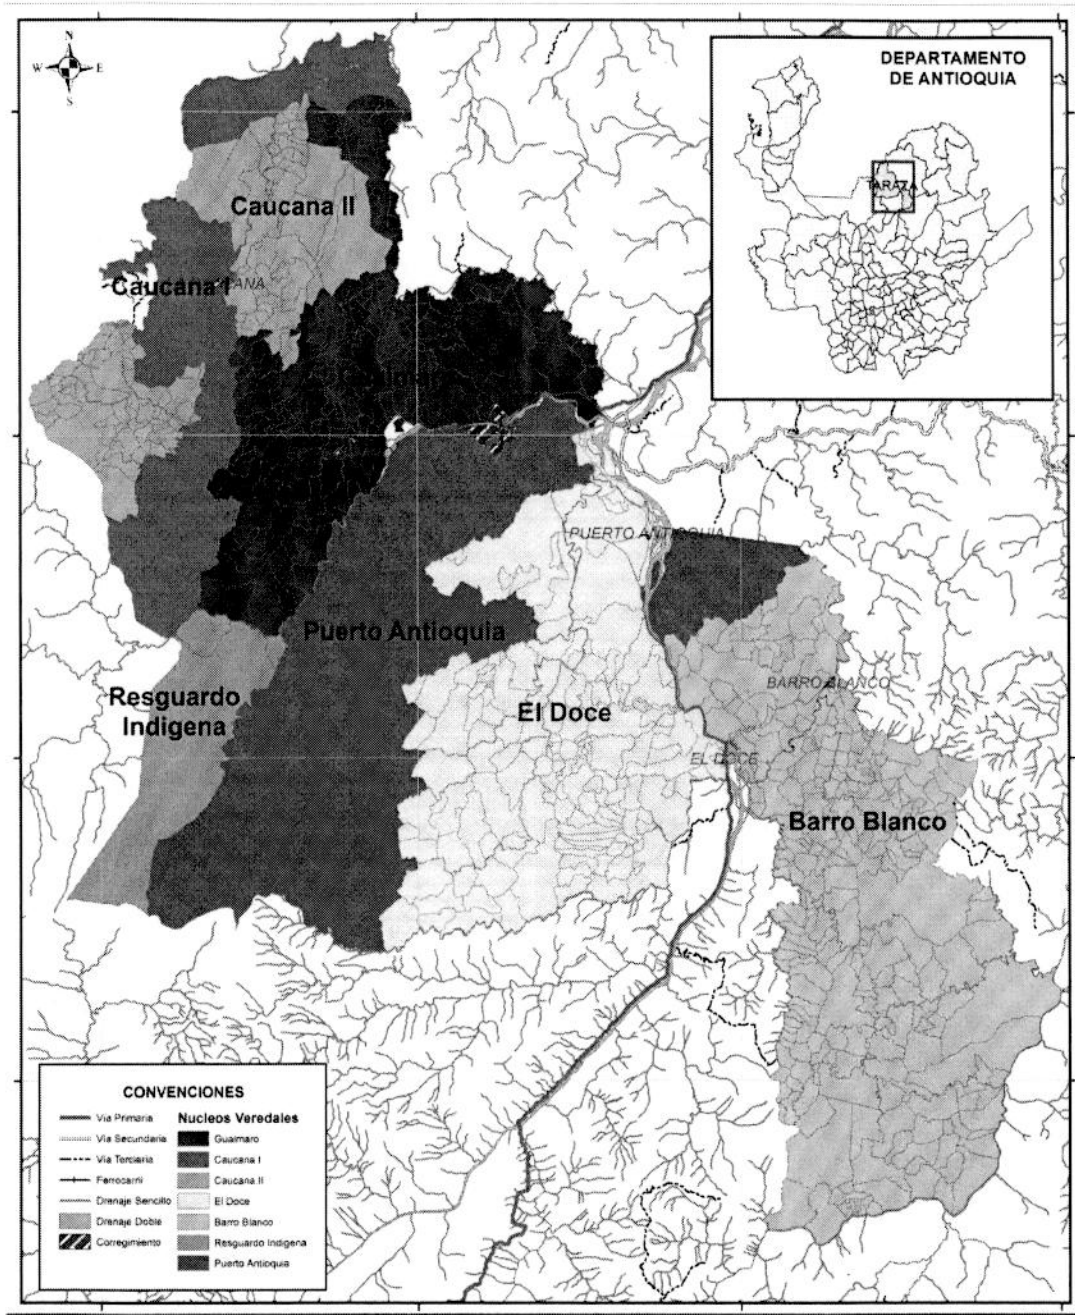 N
W E
S
DEPARTAMENTO
DE ANTIOQUIA
TARAZA
Caucana II
Caucana I
PUERTO ANTIOQUIA
Puerto Antioquia
Resguardo
Indigena
El Doce
BARRO BLANCO
EL DOCE
Barro Blanco
CONVENCIONES
Via Primaria
Via Secundaria
Via Terciaria
Ferrocarril
Drenaje Sencillo
Drenaje Doble
Corregimiento
Nucleos Veredales
Guaimaro
Caucana I
Caucana II
El Doce
Barro Blanco
Resguardo Indigena
Puerto Antioquia